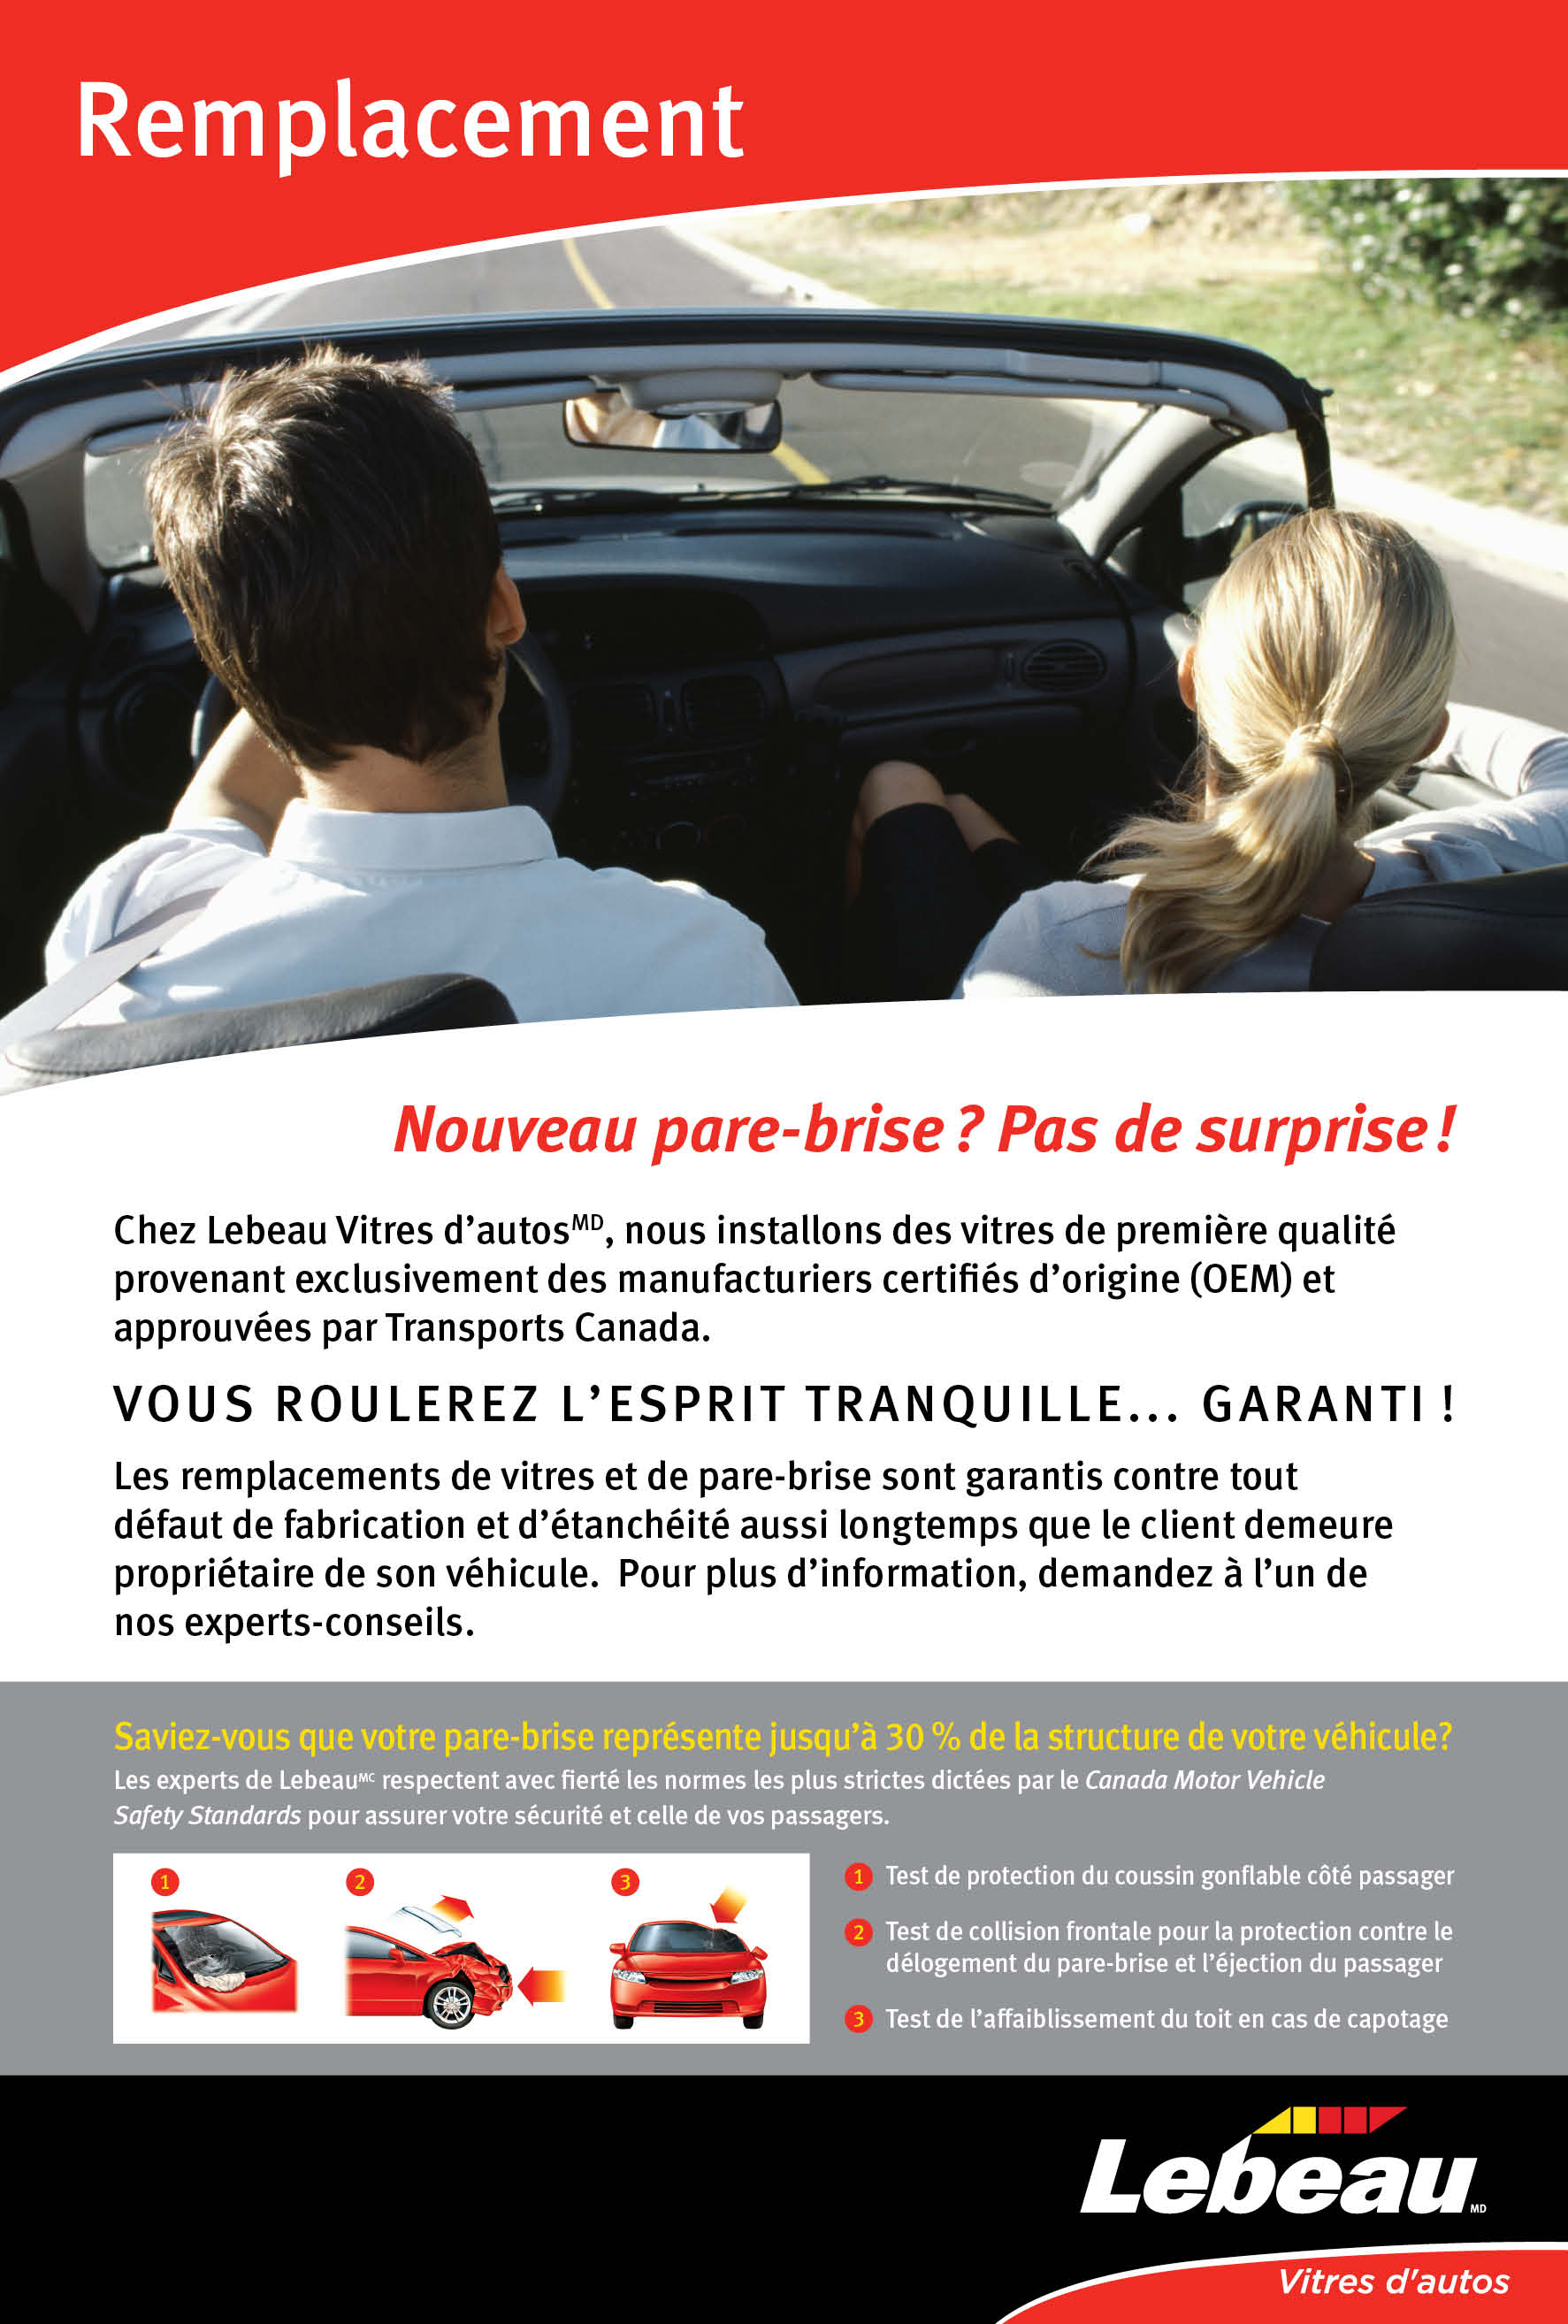 Remplacement
Nouveau pare-brise ? Pas de surprise !
Chez Lebeau Vitres d’autosMD, nous installons des vitres de première qualité
provenant exclusivement des manufacturiers certifiés d’origine (OEM) et
approuvées par Transports Canada.
VOUS ROULEREZ L’ESPRIT TRANQUILLE... GARANTI !
Les remplacements de vitres et de pare-brise sont garantis contre tout
défaut de fabrication et d’étanchéité aussi longtemps que le client demeure
propriétaire de son véhicule. Pour plus d’information, demandez à l’un de
nos experts-conseils.
Saviez-vous que votre pare-brise représente jusqu’à 30 % de la structure de votre véhicule?
Les experts de LebeauMC respectent avec fierté les normes les plus strictes dictées par le Canada Motor Vehicle
Safety Standards pour assurer votre sécurité et celle de vos passagers.
1 2 3
1 Test de protection du coussin gonflable côté passager
2 Test de collision frontale pour la protection contre le
délogement du pare-brise et l’éjection du passager
3 Test de l’affaiblissement du toit en cas de capotage
Lebeau MD
Vitres d'autos